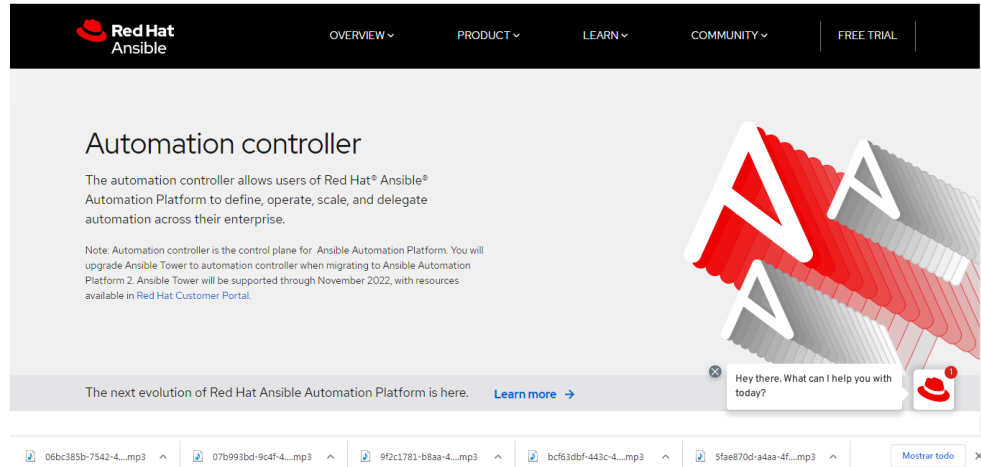 Red Hat
Ansible
OVERVIEW
PRODUCT
LEARN
COMMUNITY
FREE TRIAL
Automation controller
The automation controller allows users of Red Hat® Ansible®
Automation Platform to define, operate, scale, and delegate
automation across their enterprise.
Note: Automation controller is the control plane for Ansible Automation Platform. You will
upgrade Ansible Tower to automation controller when migrating to Ansible Automation
Platform 2. Ansible Tower will be supported through November 2022, with resources
available in Red Hat Customer Portal.
Hey there. What can I help you with
today?
1
The next evolution of Red Hat Ansible Automation Platform is here. Learn more →
06bc385b-7542-4....mp3
07b993bd-9c4f-4....mp3
9f2c1781-b8aa-4....mp3
bcf63dbf-443c-4....mp3
5fae870d-a4aa-4f....mp3
Mostrar todo